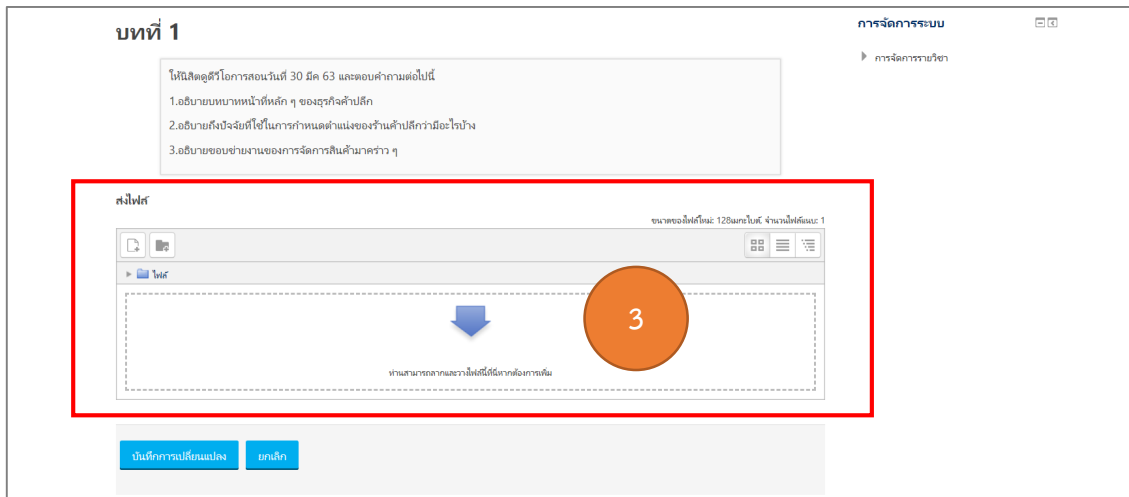 บทที่ 1
การจัดการระบบ
การจัดการรายวิชา
ให้นิสิตดูดีวีโอการสอนวันที่ 30 มีค 63 และตอบคำถามต่อไปนี้
1.อธิบายบทบาทหน้าที่หลัก ๆ ของธุรกิจค้าปลีก
2.อธิบายถึงปัจจัยที่ใช้ในการกำหนดตำแหน่งของร้านค้าปลีกว่ามีอะไรบ้าง
3.อธิบายขอบข่ายงานของการจัดการสินค้ามาคร่าว ๆ
ส่งไฟล์
ขนาดของไฟล์ใหม่: 128เมกะไบต์, จำนวนไฟล์แนบ: 1
ไฟล์
3
ท่านสามารถลากและวางไฟล์นี้ที่นี่หากต้องการเพิ่ม
บันทึกการเปลี่ยนแปลง
ยกเลิก